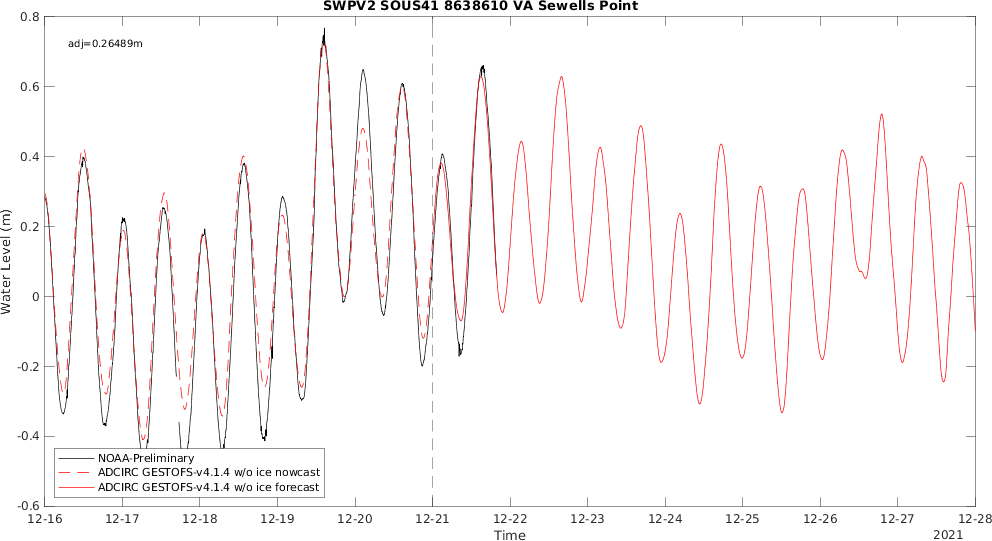 SWPV2 SOUS41 8638610 VA Sewells Point
adj=0.26489m
0.8
0.6
0.4
0.2
0
-0.2
-0.4
-0.6
Water Level (m)
NOAA-Preliminary
ADCIRC GESTOFS-v4.1.4 w/o ice nowcast
ADCIRC GESTOFS-v4.1.4 w/o ice forecast
12-16 12-17 12-18 12-19 12-20 12-21 12-22 12-23 12-24 12-25 12-26 12-27 12-28
Time
2021